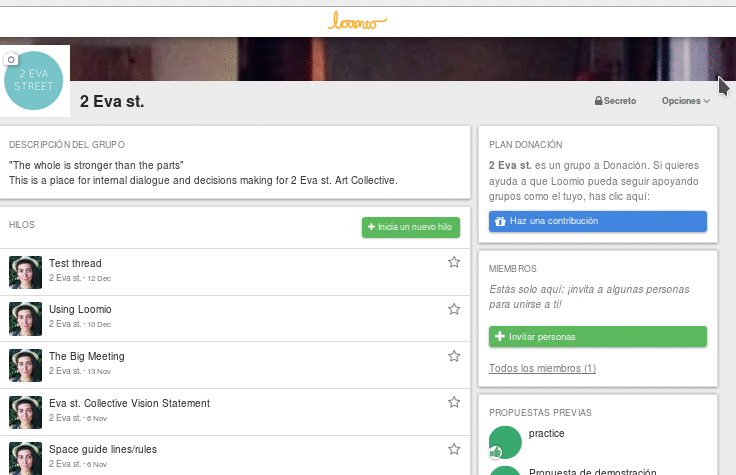 loomio
2 EVA
STREET
2 Eva st.
Secreto
Opciones
DESCRIPCIÓN DEL GRUPO
"The whole is stronger than the parts"
This is a place for internal dialogue and decisions making for 2 Eva st. Art Collective.
HILOS
Inicia un nuevo hilo
Test thread
2 Eva st. · 12 Dec
Using Loomio
2 Eva st. · 10 Dec
The Big Meeting
2 Eva st. · 13 Nov
Eva st. Collective Vision Statement
2 Eva st. · 6 Nov
Space guide lines/rules
2 Eva st. · 6 Nov
PLAN DONACIÓN
2 Eva st. es un grupo a Donación. Si quieres
ayuda a que Loomio pueda seguir apoyando
grupos como el tuyo, has clic aquí:
Haz una contribución
MIEMBROS
Estás solo aquí: ¡invita a algunas personas
para unirse a ti!
Invitar personas
Todos los miembros (1)
PROPUESTAS PREVIAS
practice
Propuesta de demostración